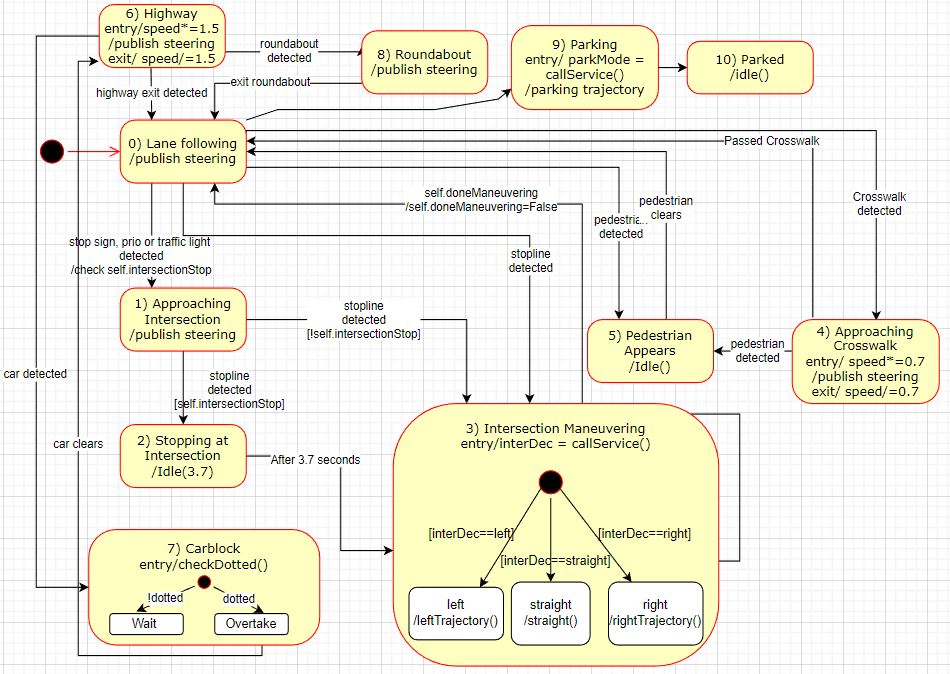 6) Highway
entry/speed*=1.5
/publish steering
exit/ speed/=1.5
roundabout
detected
8) Roundabout
/publish steering
9) Parking
entry/ parkMode =
callService()
/parking trajectory
10) Parked
/idle()
highway exit detected
exit roundabout
0) Lane following
/publish steering
Passed Crosswalk
self.doneManeuvering
/self.doneManeuvering=False
pedestrian
clears
Crosswalk
detected
detected
stop sign, prio or traffic light
detected
/check self.intersectionStop
stopline
detected
1) Approaching
Intersection
/publish steering
stopline
detected
[!self.intersectionStop]
5) Pedestrian
Appears
/Idle()
pedestrian
detected
4) Approaching
Crosswalk
entry/ speed*=0.7
/publish steering
exit/ speed/=0.7
car detected
stopline
detected
[self.intersectionStop]
car clears
2) Stopping at
Intersection
/Idle(3.7)
After 3.7 seconds
3) Intersection Maneuvering
entry/interDec = callService()
[interDec==left]
[interDec==right]
[interDec==straight]
left
/leftTrajectory()
straight
/straight()
right
/rightTrajectory()
7) Carblock
entry/checkDotted()
!dotted
dotted
Wait
Overtake